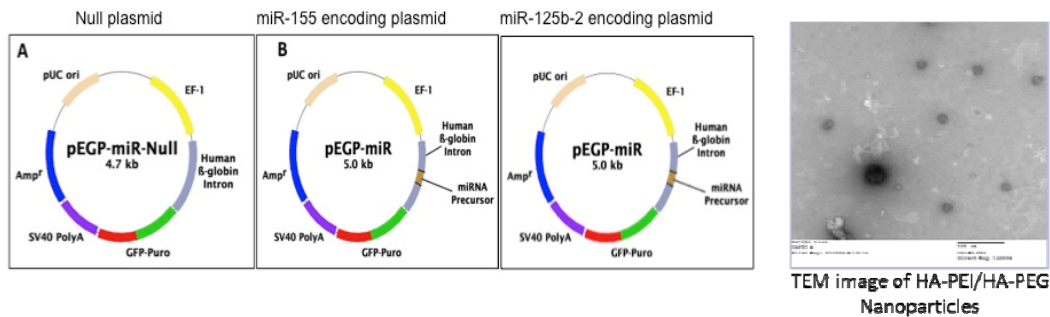 Null plasmid
miR-155 encoding plasmid
miR-125b-2 encoding plasmid
A
pUC ori
EF-1
pEGP-miR-Null
4.7 kb
Human
ß-globin
Intron
Ampʳ
SV40 PolyA
GFP-Puro
B
pUC ori
EF-1
Human
ß-globin
Intron
pEGP-miR
5.0 kb
miRNA
Precursor
Ampʳ
SV40 PolyA
GFP-Puro
pUC ori
EF-1
Human
ß-globin
Intron
pEGP-miR
5.0 kb
miRNA
Precursor
Ampʳ
SV40 PolyA
GFP-Puro
TEM image of HA-PEI/HA-PEG
Nanoparticles